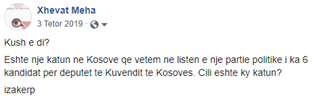 Xhevat Meha
3 Tetor 2019
Kush e di?
Eshte nje katun ne Kosove qe vetem ne listen e nje partie politike i ka 6
kandidat per deputet te Kuvendit te Kosoves. Cili eshte ky katun?
izakerp